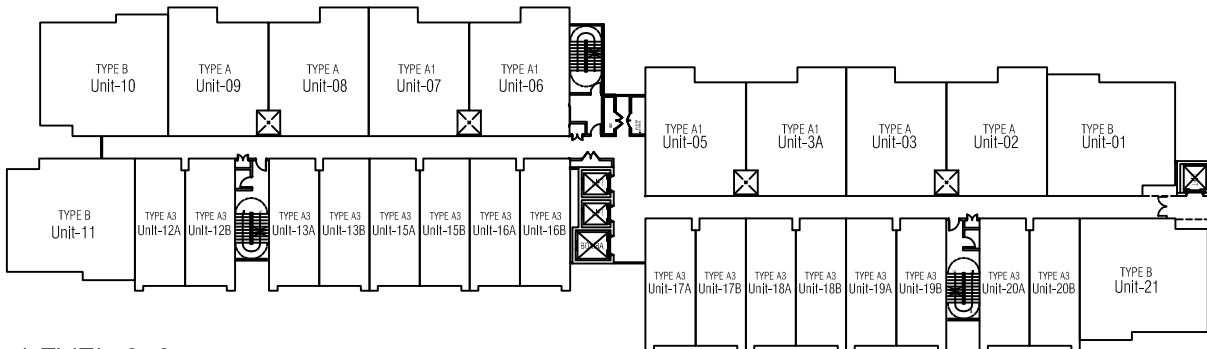 TYPE B
Unit-10
TYPE A
Unit-09
TYPE A
Unit-08
TYPE A1
Unit-07
TYPE A1
Unit-06
TYPE A1
Unit-05
TYPE A1
Unit-3A
TYPE A
Unit-03
TYPE A
Unit-02
TYPE B
Unit-01
TYPE B
Unit-11
TYPE A3
Unit-12A
TYPE A3
Unit-12B
TYPE A3
Unit-13A
TYPE A3
Unit-13B
TYPE A3
Unit-15A
TYPE A3
Unit-15B
TYPE A3
Unit-16A
TYPE A3
Unit-16B
TYPE A3
Unit-17A
TYPE A3
Unit-17B
TYPE A3
Unit-18A
TYPE A3
Unit-18B
TYPE A3
Unit-19A
TYPE A3
Unit-19B
TYPE A3
Unit-20A
TYPE A3
Unit-20B
TYPE B
Unit-21